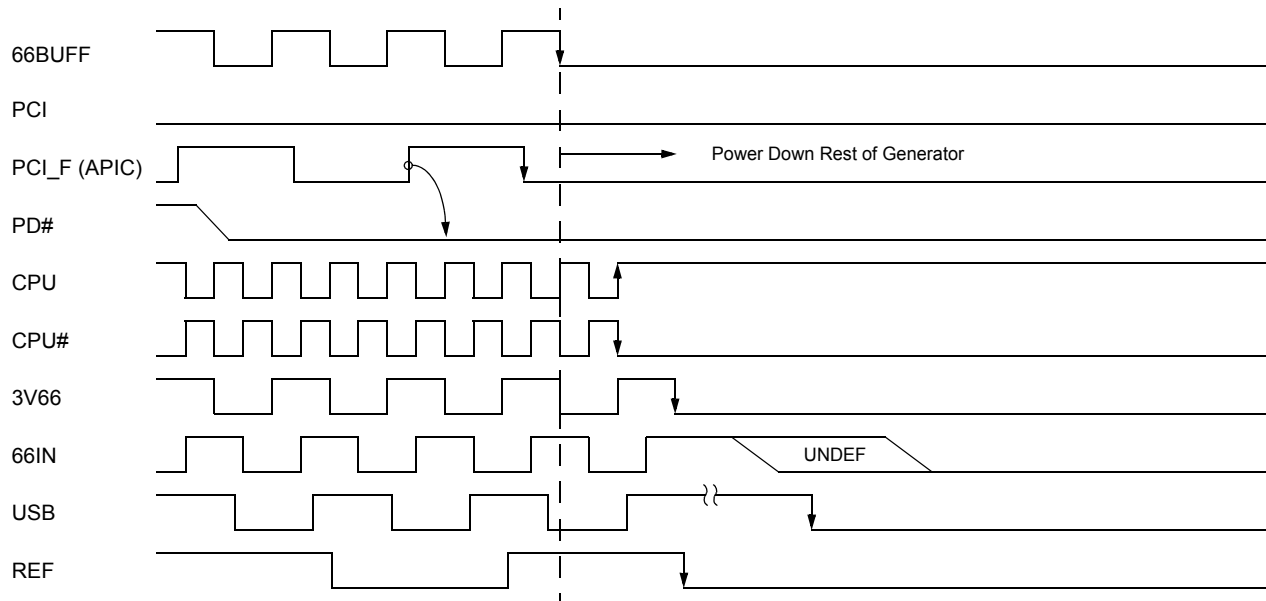 66BUFF
PCI
PCI_F (APIC)
Power Down Rest of Generator
PD#
CPU
CPU#
3V66
66IN
UNDEF
USB
REF